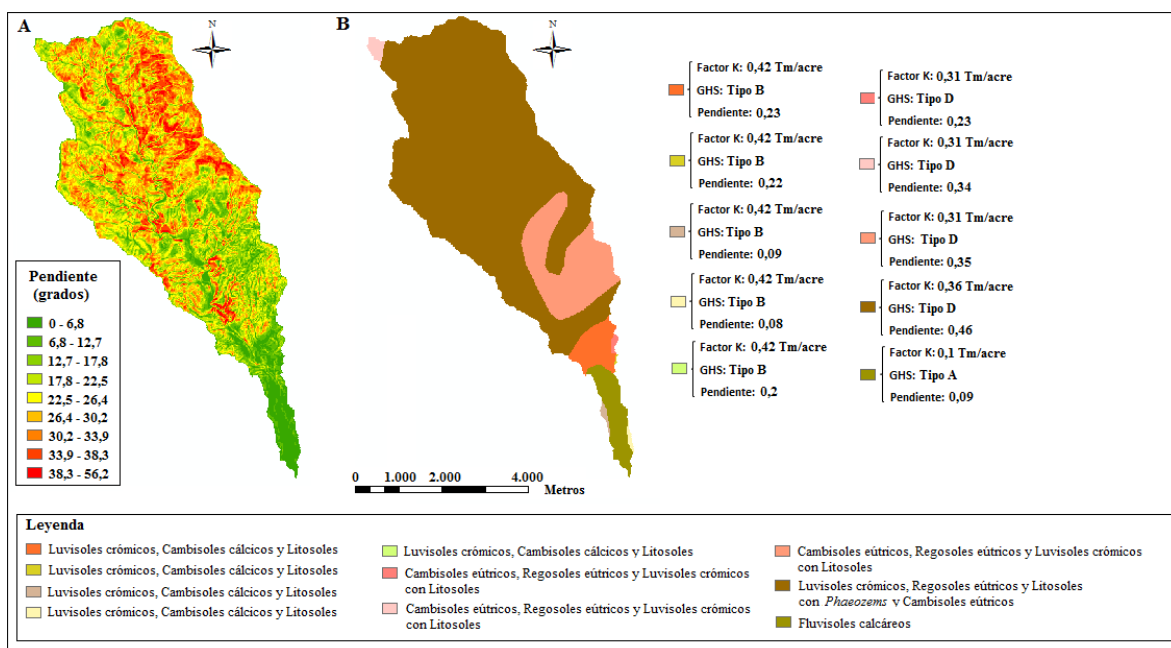 A
N
B
N
Pendiente
(grados)
0 - 6,8
6,8 - 12,7
12,7 - 17,8
17,8 - 22,5
22,5 - 26,4
26,4 - 30,2
30,2 - 33,9
33,9 - 38,3
38,3 - 56,2
Factor K: 0,42 Tm/acre
GHS: Tipo B
Pendiente: 0,23
Factor K: 0,42 Tm/acre
GHS: Tipo B
Pendiente: 0,22
Factor K: 0,42 Tm/acre
GHS: Tipo B
Pendiente: 0,09
Factor K: 0,42 Tm/acre
GHS: Tipo B
Pendiente: 0,08
Factor K: 0,42 Tm/acre
GHS: Tipo B
Pendiente: 0,2
Factor K: 0,31 Tm/acre
GHS: Tipo D
Pendiente: 0,23
Factor K: 0,31 Tm/acre
GHS: Tipo D
Pendiente: 0,34
Factor K: 0,31 Tm/acre
GHS: Tipo D
Pendiente: 0,35
Factor K: 0,36 Tm/acre
GHS: Tipo D
Pendiente: 0,46
Factor K: 0,1 Tm/acre
GHS: Tipo A
Pendiente: 0,09
0 1.000 2.000 4.000
Metros
Leyenda
Luvisoles crómicos, Cambisoles cálcicos y Litosoles
Luvisoles crómicos, Cambisoles cálcicos y Litosoles
Luvisoles crómicos, Cambisoles cálcicos y Litosoles
Luvisoles crómicos, Cambisoles cálcicos y Litosoles
Luvisoles crómicos, Cambisoles cálcicos y Litosoles
Cambisoles eútricos, Regosoles eútricos y Luvisoles crómicos
con Litosoles
Cambisoles eútricos, Regosoles eútricos y Luvisoles crómicos
con Litosoles
Cambisoles eútricos, Regosoles eútricos y Luvisoles crómicos
con Litosoles
Luvisoles crómicos, Regosoles eútricos y Litosoles
con Phaeozems y Cambisoles eútricos
Fluvisoles calcáreos